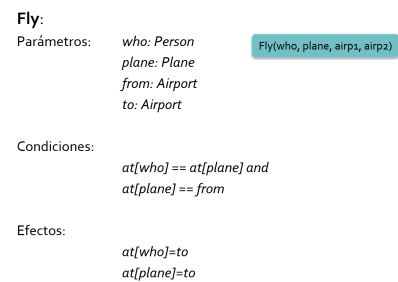 Fly:
Parámetros: who: Person
Fly(who, plane, airp1, airp2)
plane: Plane
from: Airport
to: Airport
Condiciones:
at[who] == at[plane] and
at[plane] == from
Efectos:
at[who]=to
at[plane]=to